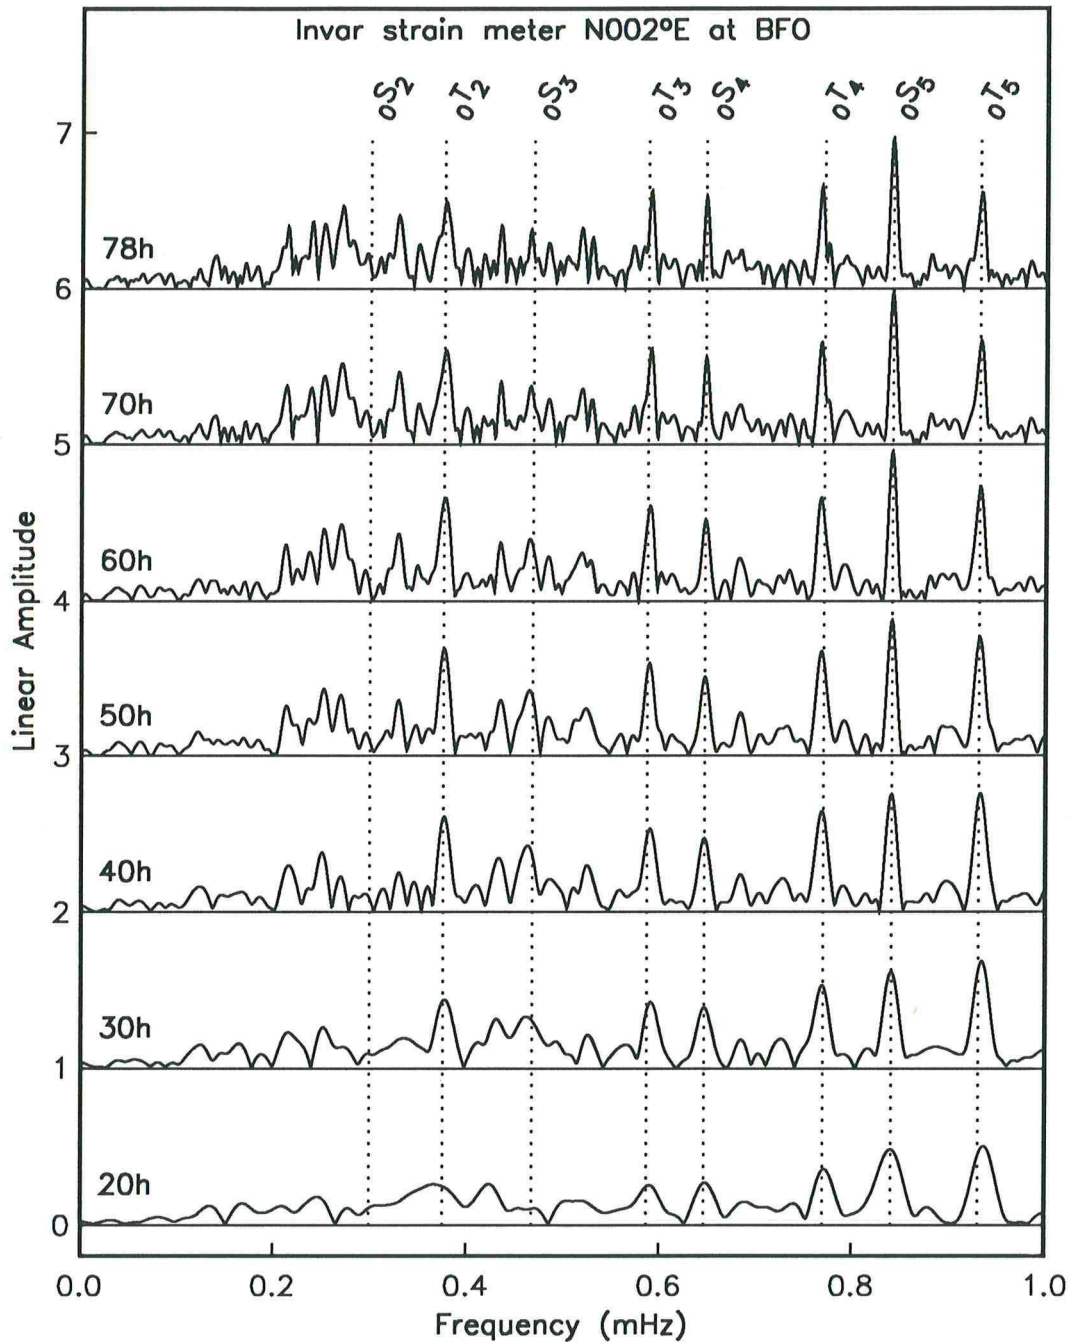 Invar strain meter N002ºE at BFO
0S2 0T2 0S3 0T3 0S4 0T4 0S5 0T5
7
78h
6
70h
5
60h
4
50h
3
40h
2
30h
1
20h
0
Linear Amplitude
0.0 0.2 0.4 0.6 0.8 1.0
Frequency (mHz)